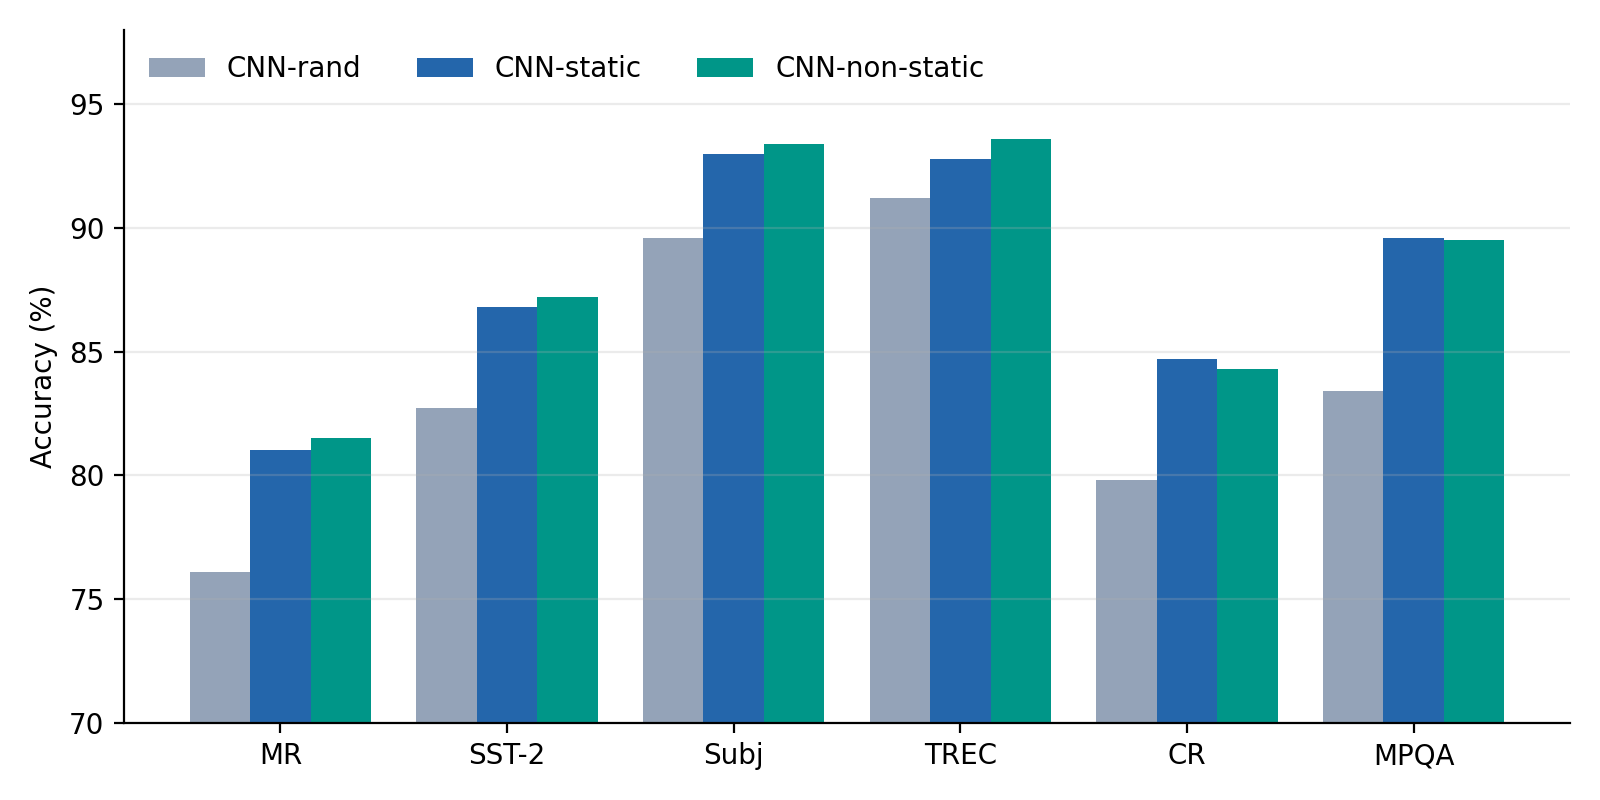 CNN-rand CNN-static CNN-non-static
95
90
85
80
75
70
Accuracy (%)
MR SST-2 Subj TREC CR MPQA